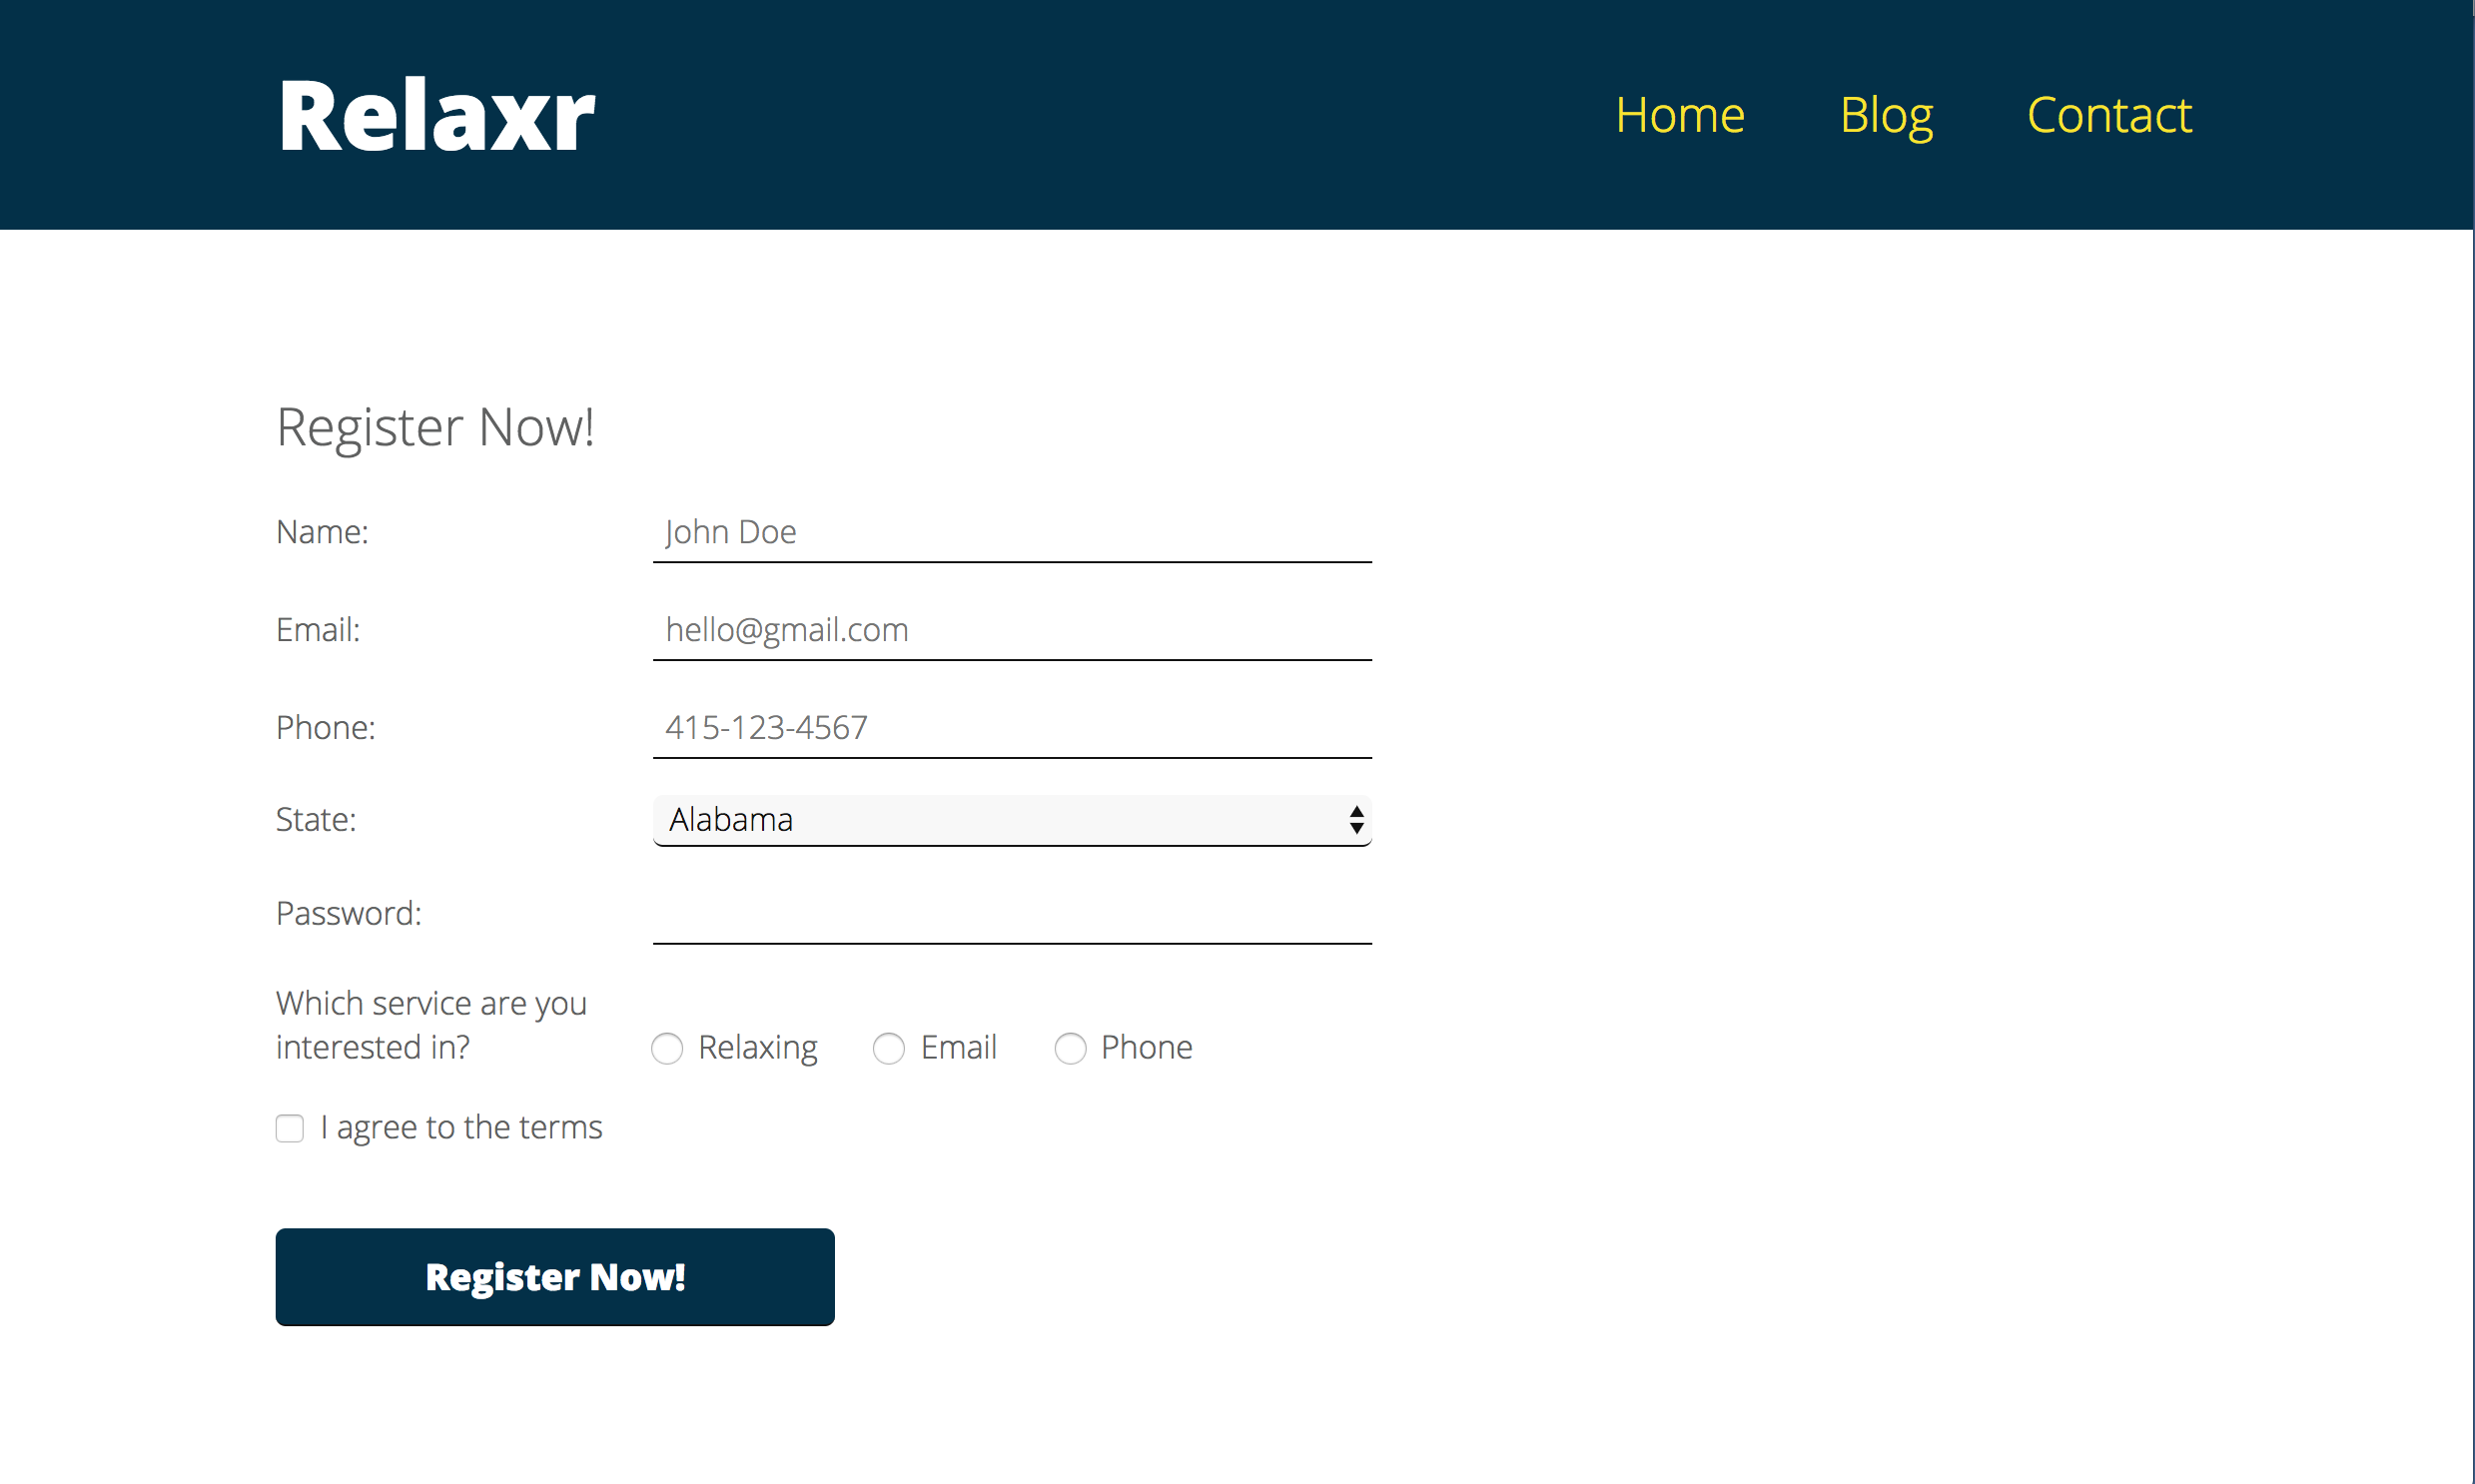 Relaxr
Home Blog Contact
Register Now!
Name: John Doe
Email: hello@gmail.com
Phone: 415-123-4567
State: Alabama
Password:
Which service are you
interested in? Relaxing Email Phone
I agree to the terms
Register Now!